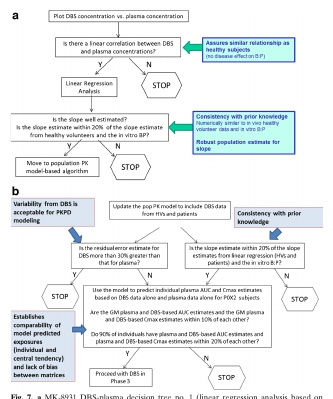 a
Plot DBS concentration vs. plasma concentration
Is there a linear correlation between DBS
and plasma concentrations?
Assures similar relationship as
healthy subjects
(no disease effect on B:P)
Y
N
Linear Regression
Analysis
STOP
Is the slope well estimated?
Is the slope estimate within 20% of the slope estimate
from healthy volunteers and the in vitro BP?
Consistency with prior knowledge
Numerically similar to in vivo healthy
volunteer data and in vitro B:P
Robust population estimate for
slope
Y
N
Move to population PK
model-based algorithm
STOP
b
Variability from DBS is
acceptable for PKPD
modeling
Update the pop PK model to include DBS data
from HVs and patients
Consistency with prior
knowledge
Is the residual error estimate for
DBS more than 30% greater
than that for plasma?
Is the slope estimate within 20% of the slope
estimates from linear regression (HVs and
patients) and the in vitro B:P?
Y
N
Y
N
STOP
STOP
Use the model to predict individual plasma AUC and Cmax estimates
based on DBS data alone and plasma data alone for P0X2 subjects
Are the GM plasma and DBS-based AUC estimates and the GM plasma
and DBS-based Cmax estimates within 10% of each other?
Do 90% of individuals have plasma and DBS-based AUC estimates and
plasma and DBS-based Cmax estimates within 20% of each other?
Establishes
comparability of
model predicted
exposures
(individual and
central tendency)
and lack of bias
between matrices
Y
N
Proceed with DBS in
Phase 3
STOP
Fig. 7. a MK-8931 DBS-plasma decision tree no. 1 (linear regression analysis based on